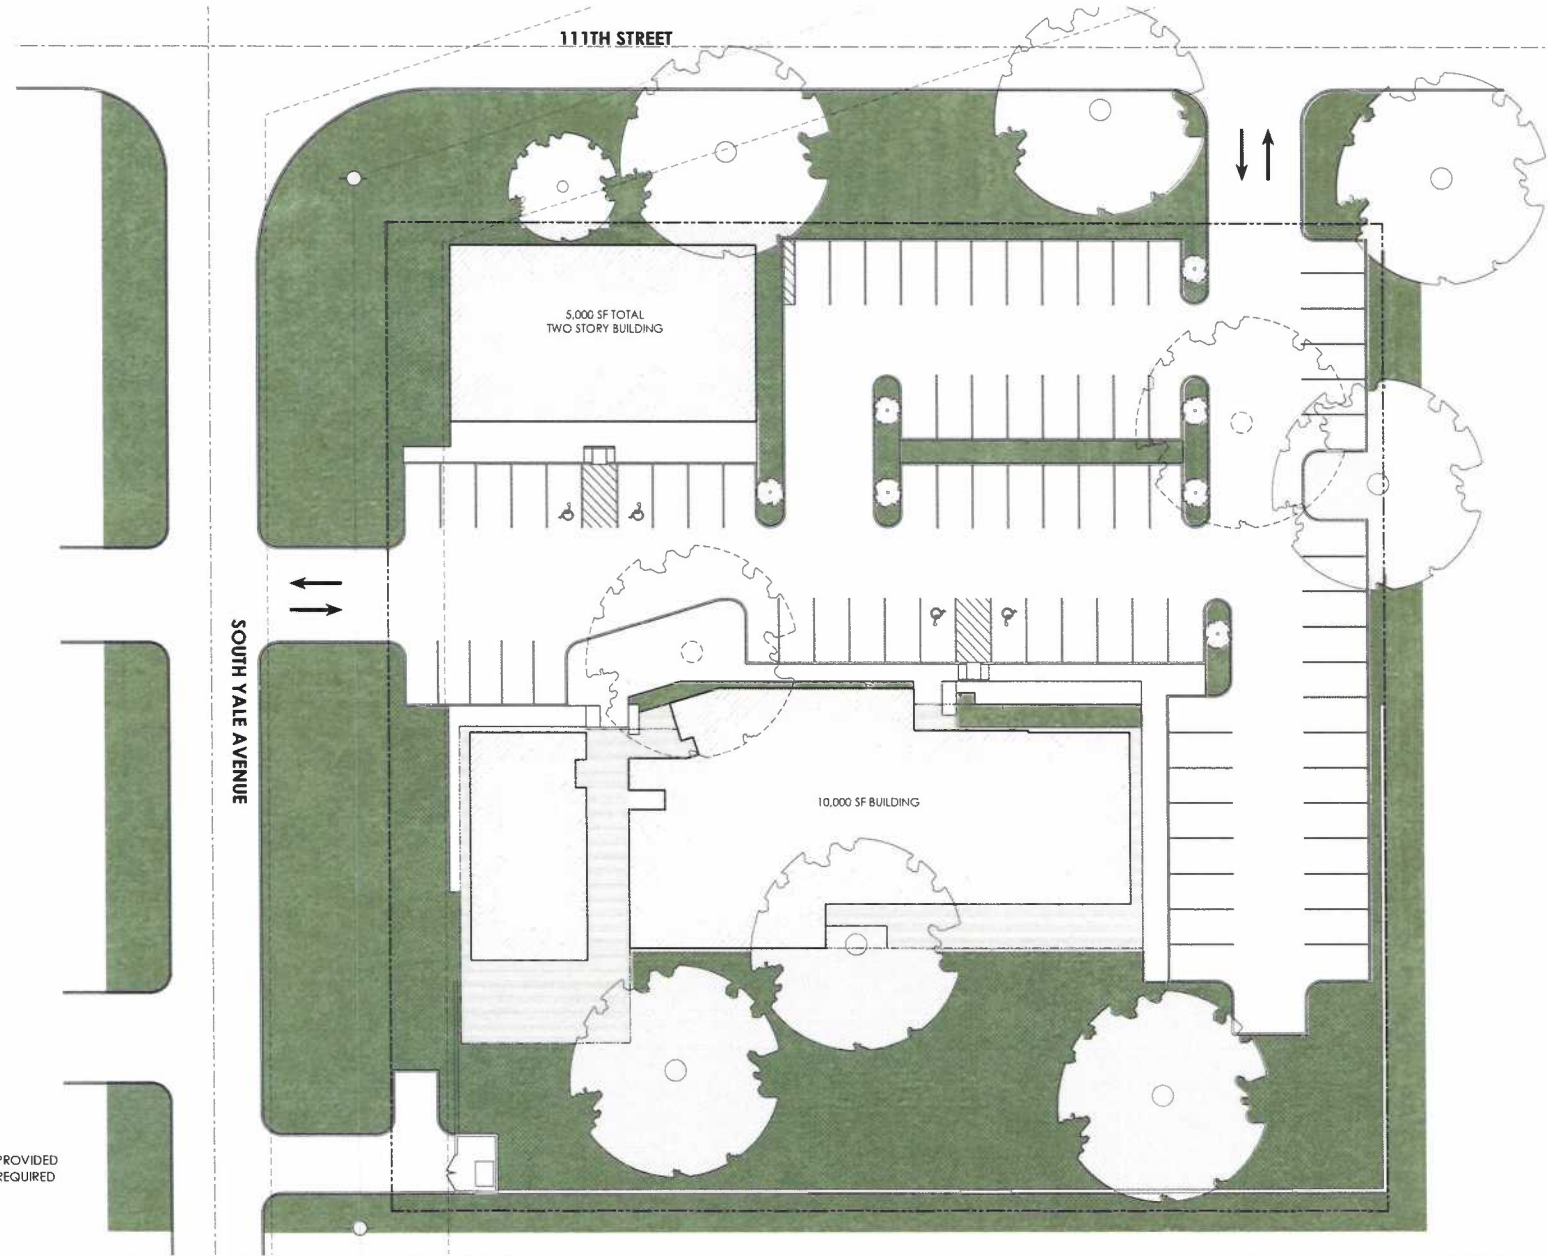 111TH STREET
5,000 SF TOTAL
TWO STORY BUILDING
SOUTH YALE AVENUE
10,000 SF BUILDING
PROVIDED
REQUIRED